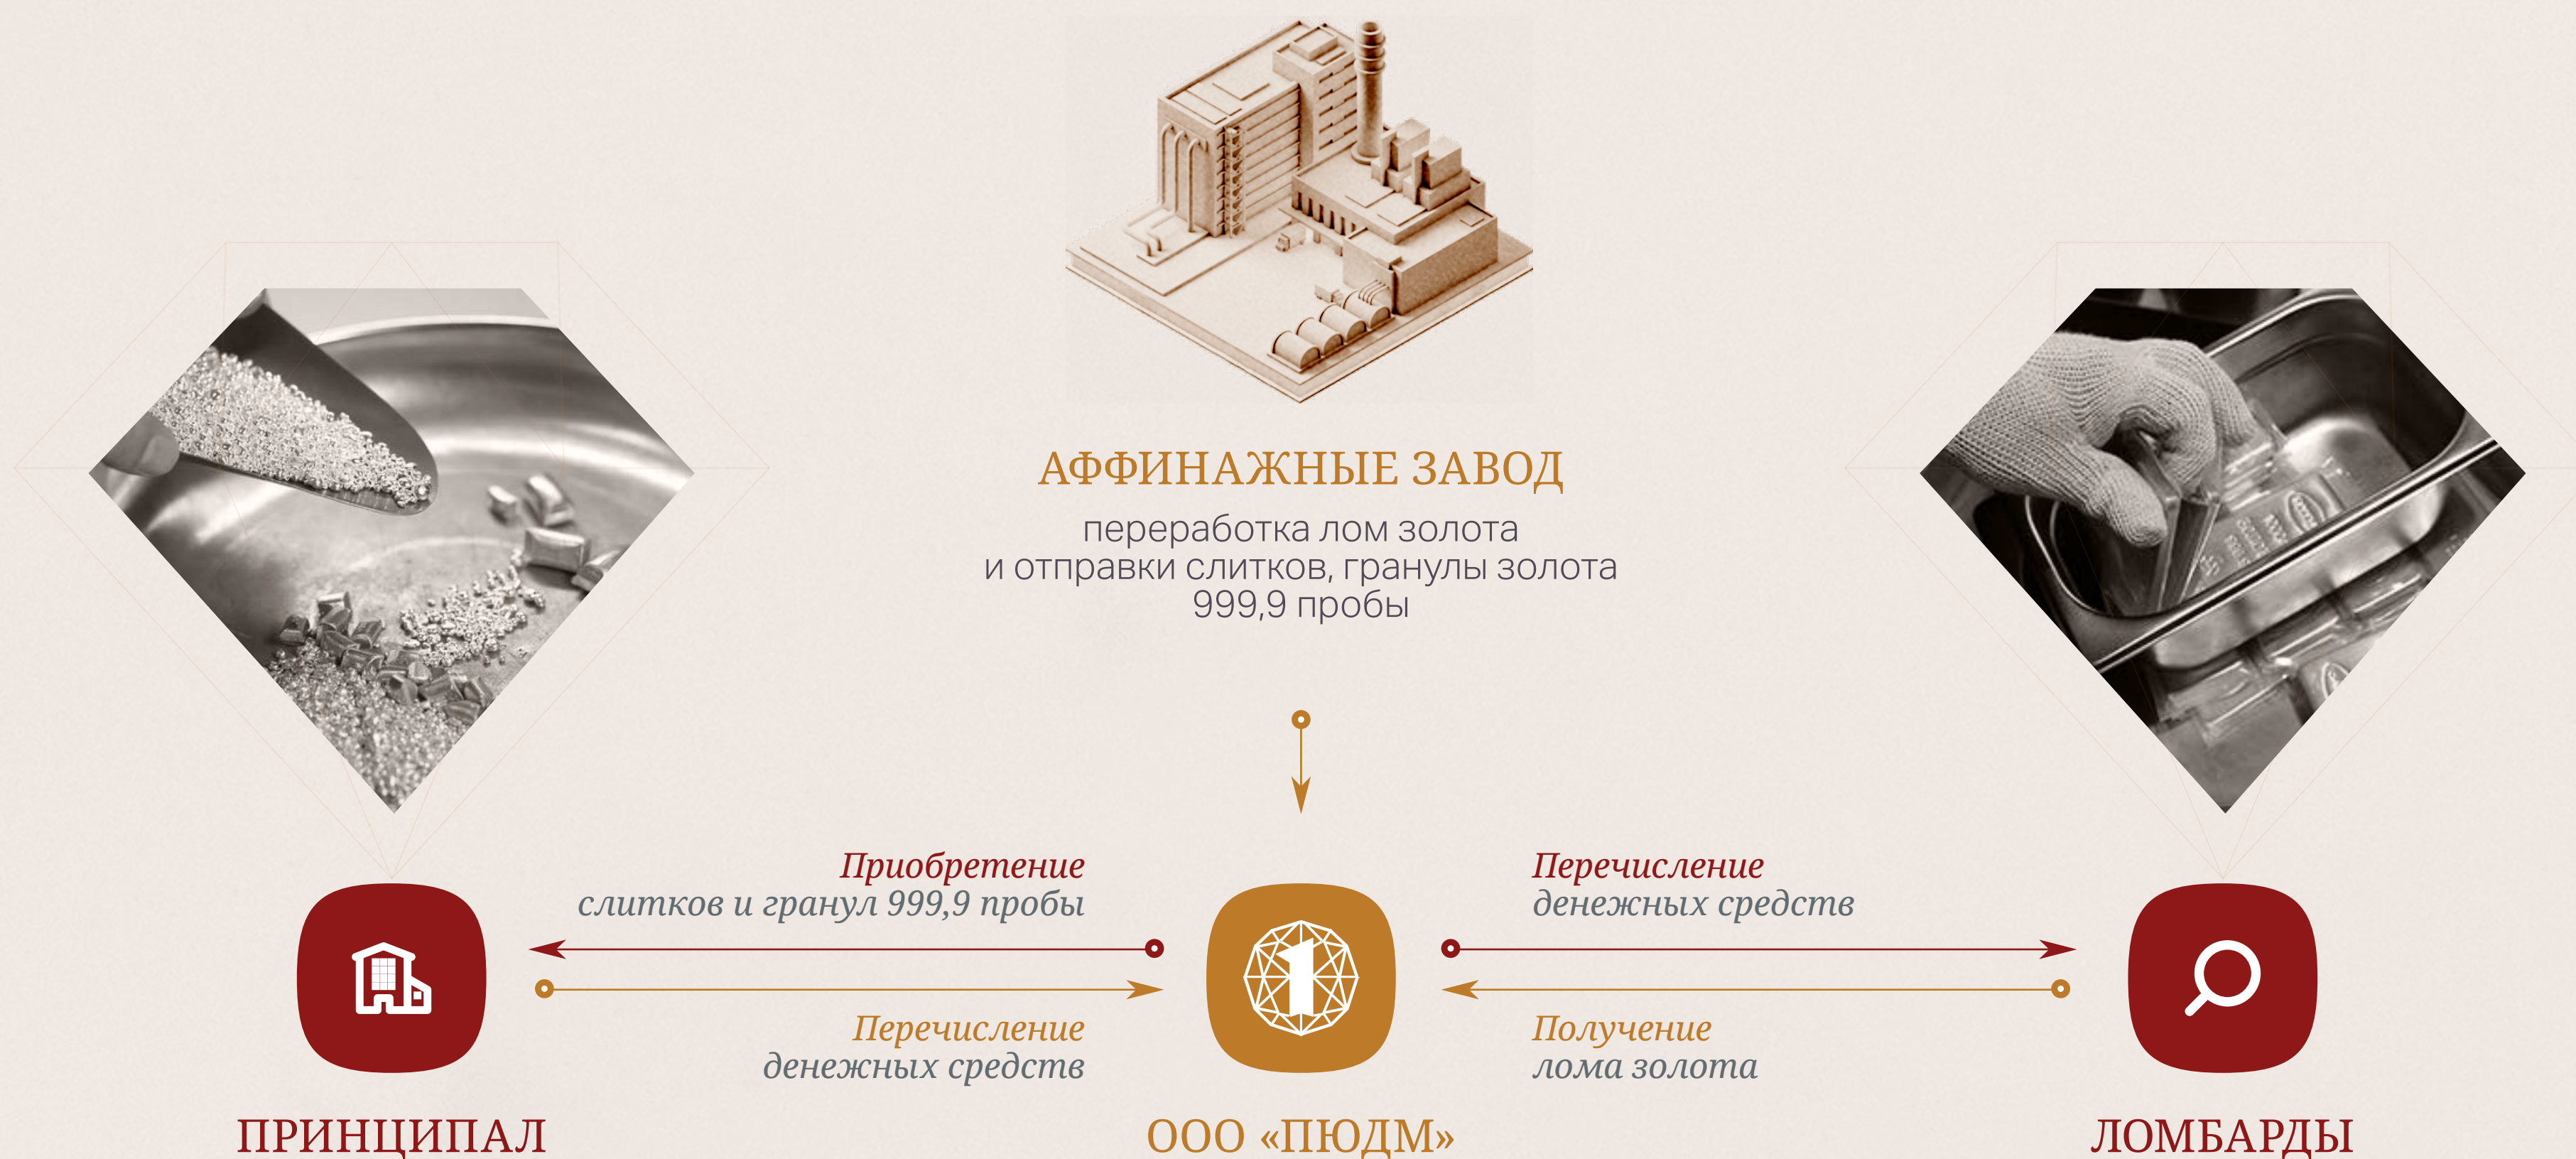 АФФИНАЖНЫЕ ЗАВОД
переработка лом золота
и отправки слитков, гранулы золота
999,9 пробы
Приобретение
слитков и гранул 999,9 пробы
Перечисление
денежных средств
Перечисление
денежных средств
Получение
лома золота
1
ПРИНЦИПАЛ
ООО «ПЮДМ»
ЛОМБАРДЫ